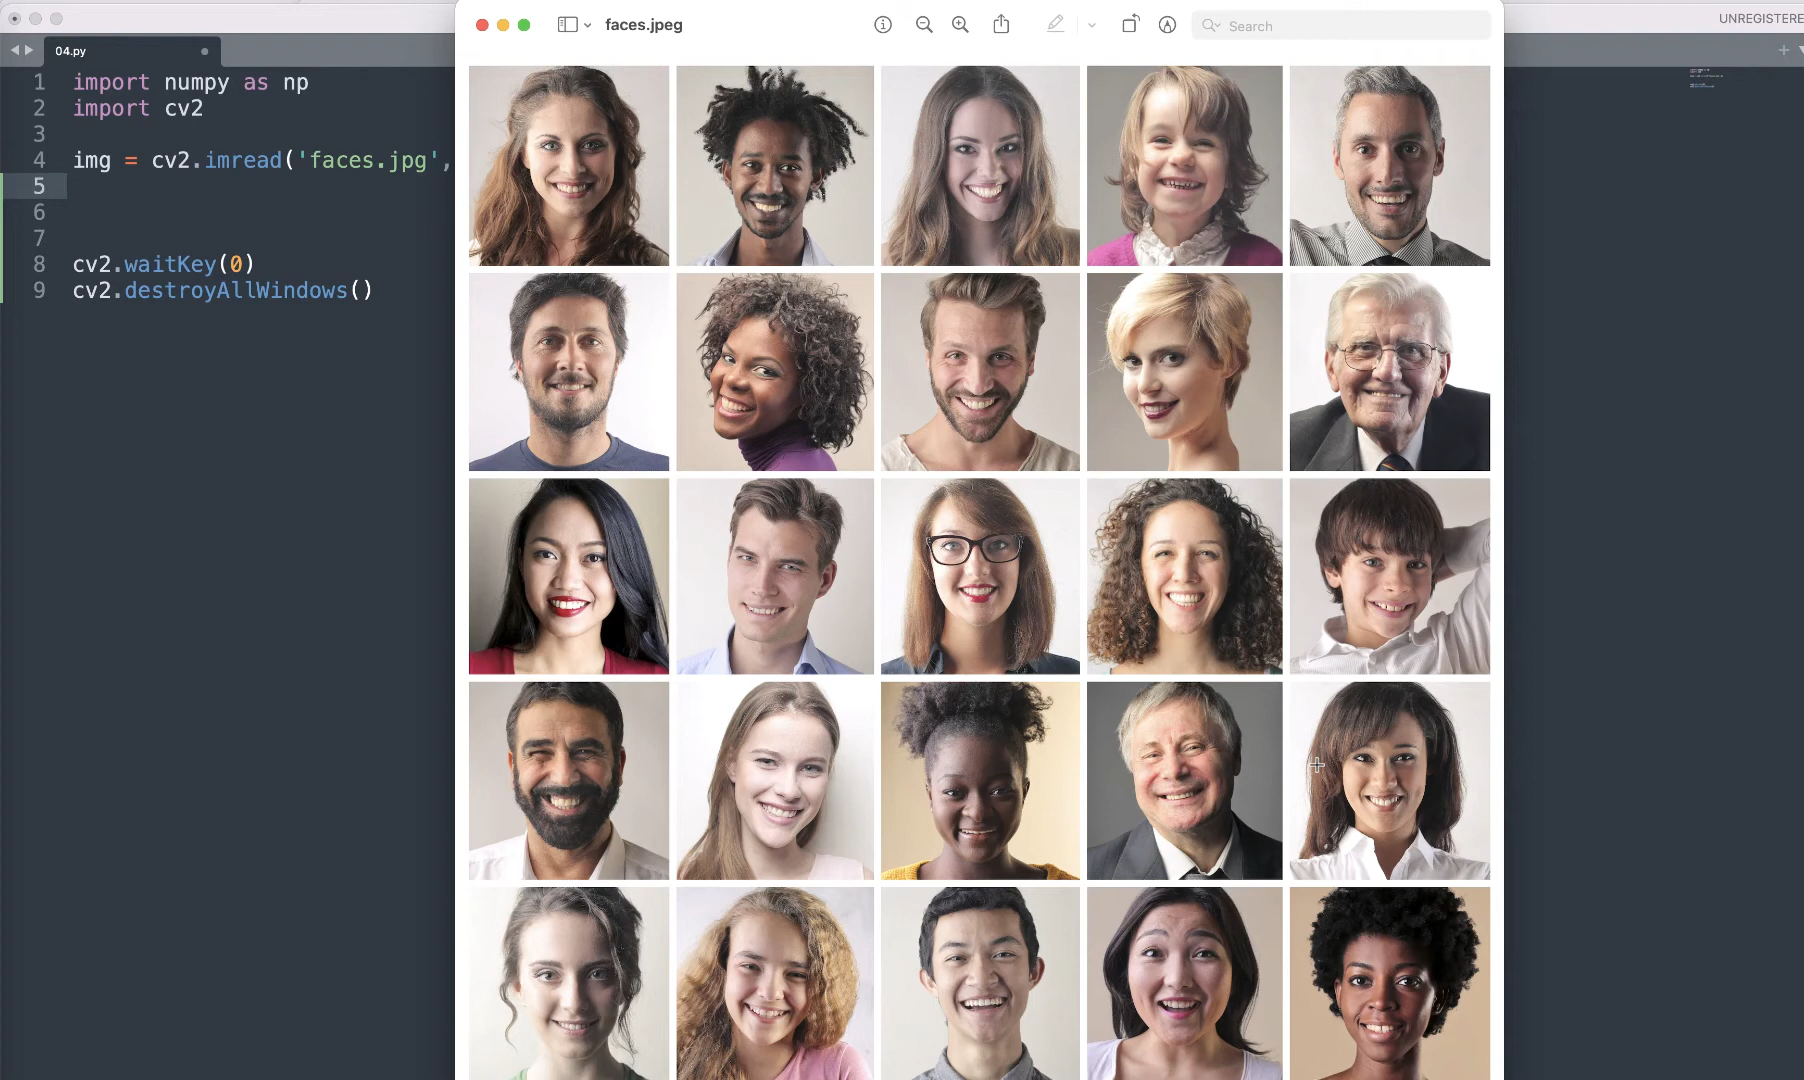 faces.jpeg
Search
UNREGISTERE
04.py
1 import numpy as np
2 import cv2
3
4 img = cv2.imread('faces.jpg',
5
6
7
8 cv2.waitKey(0)
9 cv2.destroyAllWindows()